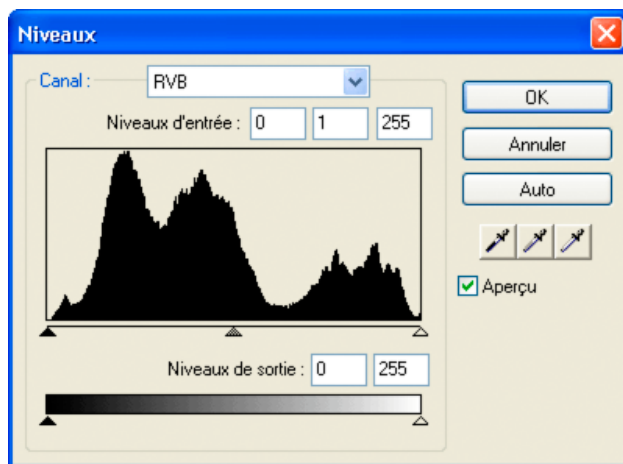 Niveaux
Canal : RVB
OK
Niveaux d'entrée : 0 1 255
Annuler
Auto
Aperçu
Niveaux de sortie : 0 255